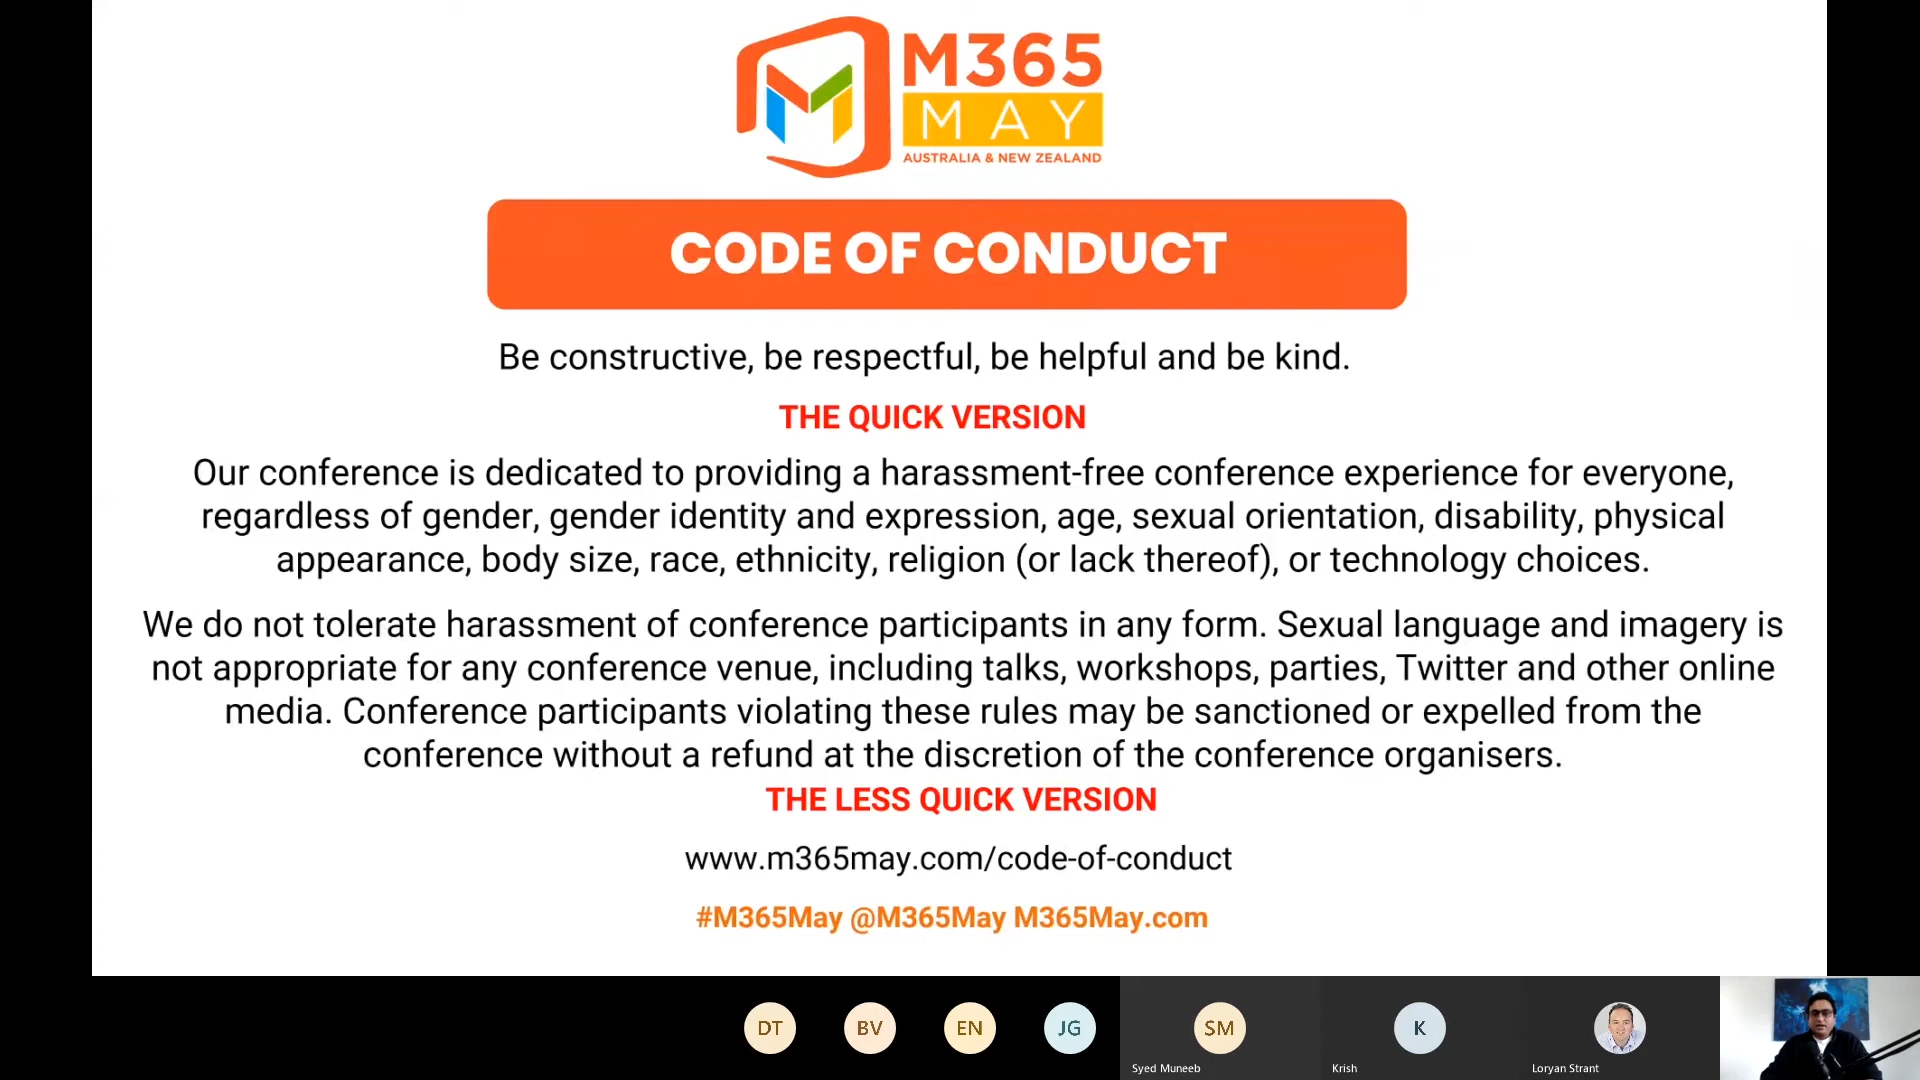 M365
MAY
AUSTRALIA & NEW ZEALAND
CODE OF CONDUCT
Be constructive, be respectful, be helpful and be kind.
THE QUICK VERSION
Our conference is dedicated to providing a harassment-free conference experience for everyone,
regardless of gender, gender identity and expression, age, sexual orientation, disability, physical
appearance, body size, race, ethnicity, religion (or lack thereof), or technology choices.
We do not tolerate harassment of conference participants in any form. Sexual language and imagery is
not appropriate for any conference venue, including talks, workshops, parties, Twitter and other online
media. Conference participants violating these rules may be sanctioned or expelled from the
conference without a refund at the discretion of the conference organisers.
THE LESS QUICK VERSION
www.m365may.com/code-of-conduct
#M365May @M365May M365May.com
DT BV EN JG SM K
Syed Muneeb Krish Loryan Strant